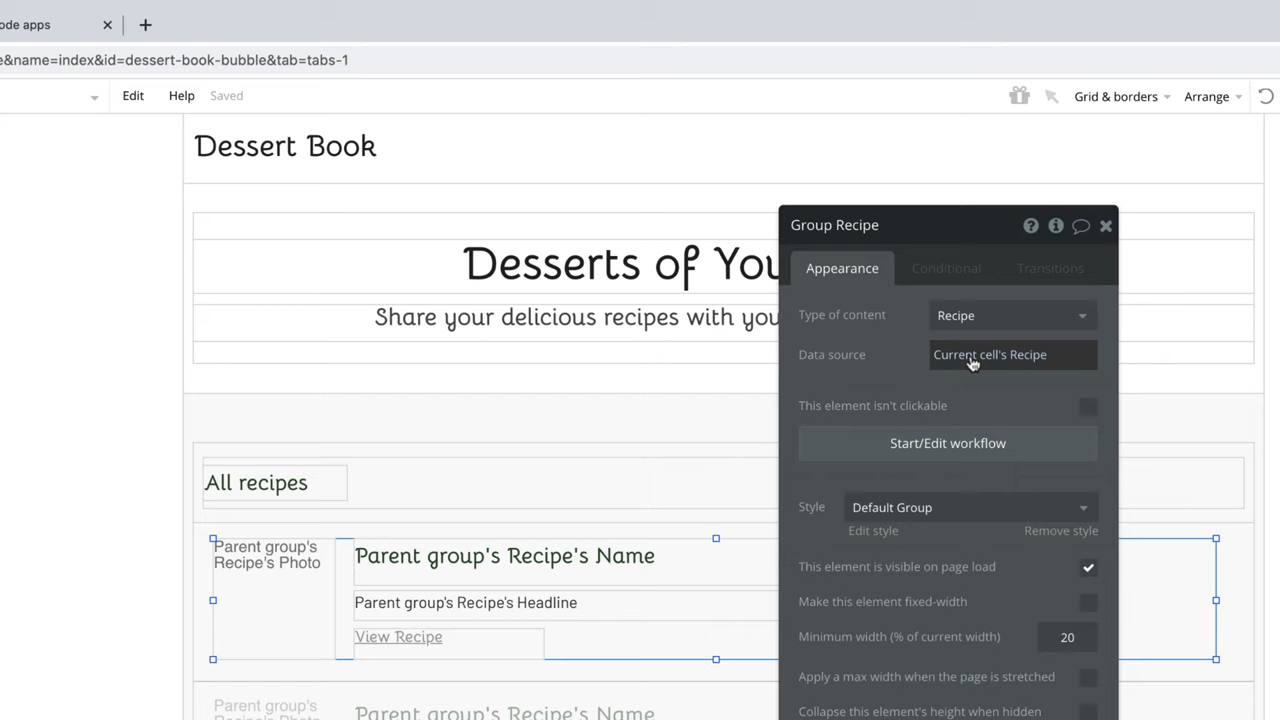 ode apps
e&name=index&id=dessert-book-bubble&tab=tabs-1
Edit Help Saved Grid & borders Arrange
Dessert Book
Desserts of You
Share your delicious recipes with you
Group Recipe
Appearance Conditional Transitions
Type of content Recipe
Data source Current cell's Recipe
This element isn't clickable
Start/Edit workflow
Style Default Group
Edit style Remove style
This element is visible on page load
Make this element fixed-width
Minimum width (% of current width) 20
Apply a max width when the page is stretched
Collapse this element's height when hidden
All recipes
Parent group's
Recipe's Photo
Parent group's Recipe's Name
Parent group's Recipe's Headline
View Recipe
Parent group's
Recipe's Photo
Parent group's Recipe's Name